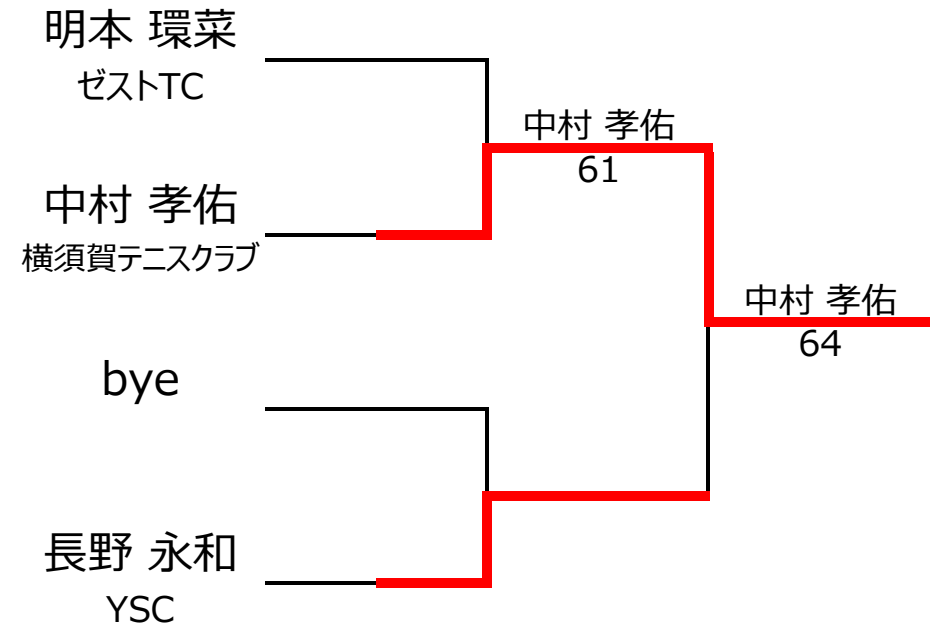 明本 環菜
ゼストTC
中村 孝佑
61
中村 孝佑
横須賀テニスクラブ
中村 孝佑
64
bye
長野 永和
YSC